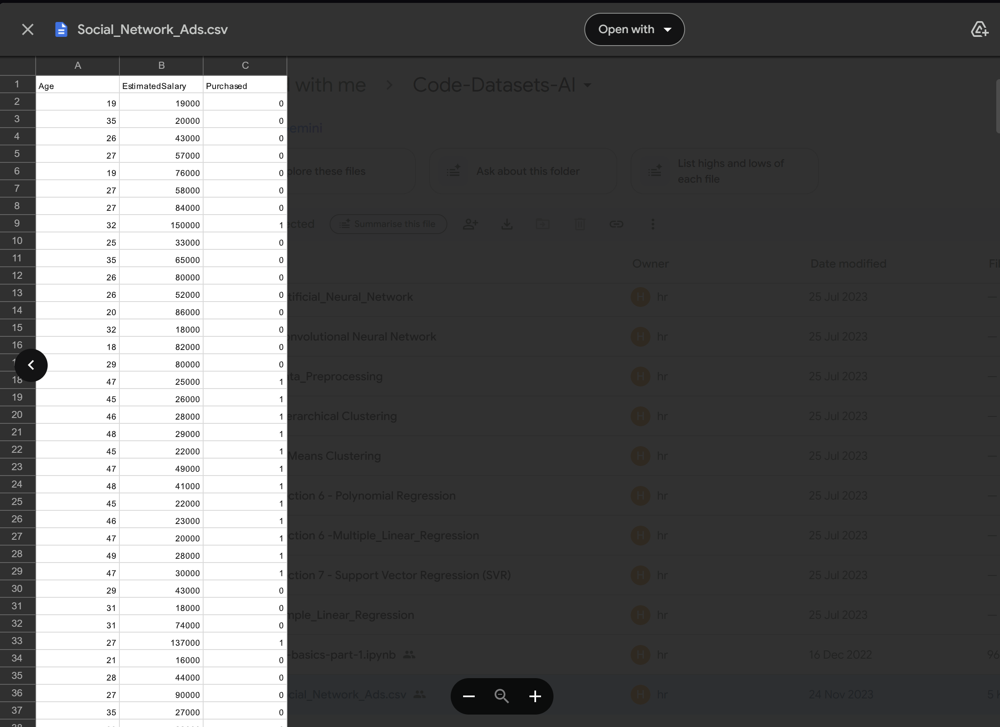 Social_Network_Ads.csv
Open with
A B C
1 Age EstimatedSalary Purchased
2 19 19000 0
3 35 20000 0
4 26 43000 0
5 27 57000 0
6 19 76000 0
7 27 58000 0
8 27 84000 0
9 32 150000 1
10 25 33000 0
11 35 65000 0
12 26 80000 0
13 26 52000 0
14 20 86000 0
15 32 18000 0
16 18 82000 0
29 80000 0
18 47 25000 1
19 45 26000 1
20 46 28000 1
21 48 29000 1
22 45 22000 1
23 47 49000 1
24 48 41000 1
25 45 22000 1
26 46 23000 1
27 47 20000 1
28 49 28000 1
29 47 30000 1
30 29 43000 0
31 31 18000 0
32 31 74000 0
33 27 137000 1
34 21 16000 0
35 28 44000 0
36 27 90000 0
37 35 27000 0
with me > Code-Datasets-AI
emini
plore these files
Ask about this folder
List highs and lows of
each file
ected
Summarise this file
Owner Date modified Fil
tificial_Neural_Network H hr 25 Jul 2023 —
onvolutional Neural Network H hr 25 Jul 2023 —
ata_Preprocessing H hr 25 Jul 2023 —
erarchical Clustering H hr 25 Jul 2023 —
Means Clustering H hr 25 Jul 2023 —
ction 6 - Polynomial Regression H hr 25 Jul 2023 —
ction 6 -Multiple_Linear_Regression H hr 25 Jul 2023 —
ction 7 - Support Vector Regression (SVR) H hr 25 Jul 2023 —
mple_Linear_Regression H hr 25 Jul 2023 —
-basics-part-1.ipynb H hr 16 Dec 2022 96
cial_Network_Ads.csv H hr 24 Nov 2023 5